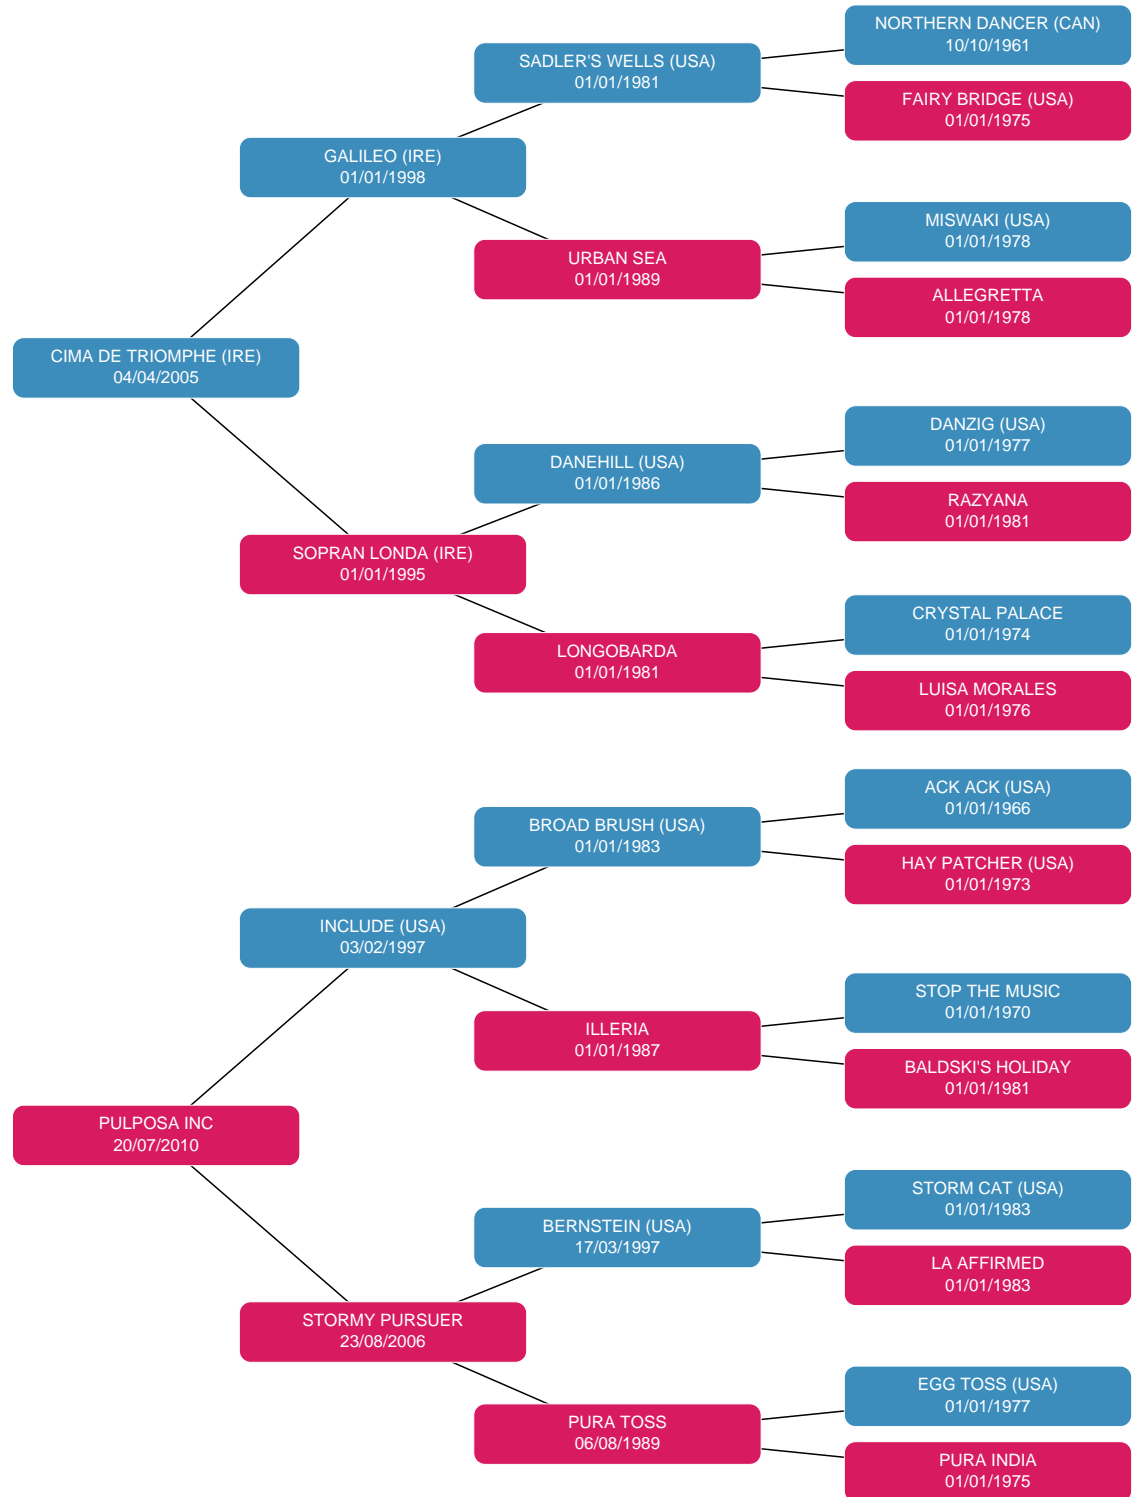 NORTHERN DANCER (CAN)
10/10/1961
SADLER'S WELLS (USA)
01/01/1981
FAIRY BRIDGE (USA)
01/01/1975
GALILEO (IRE)
01/01/1998
MISWAKI (USA)
01/01/1978
URBAN SEA
01/01/1989
ALLEGRETTA
01/01/1978
CIMA DE TRIOMPHE (IRE)
04/04/2005
DANZIG (USA)
01/01/1977
DANEHILL (USA)
01/01/1986
RAZYANA
01/01/1981
SOPRAN LONDA (IRE)
01/01/1995
CRYSTAL PALACE
01/01/1974
LONGOBARDA
01/01/1981
LUISA MORALES
01/01/1976
ACK ACK (USA)
01/01/1966
BROAD BRUSH (USA)
01/01/1983
HAY PATCHER (USA)
01/01/1973
INCLUDE (USA)
03/02/1997
STOP THE MUSIC
01/01/1970
ILLERIA
01/01/1987
BALDSKI'S HOLIDAY
01/01/1981
PULPOSA INC
20/07/2010
STORM CAT (USA)
01/01/1983
BERNSTEIN (USA)
17/03/1997
LA AFFIRMED
01/01/1983
STORMY PURSUER
23/08/2006
EGG TOSS (USA)
01/01/1977
PURA TOSS
06/08/1989
PURA INDIA
01/01/1975